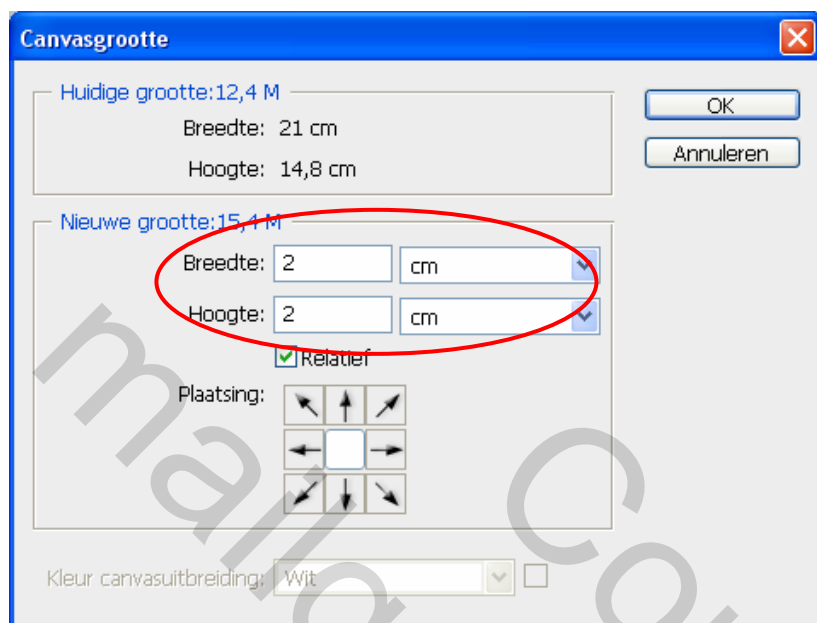 Canvasgrootte
Huidige grootte:12,4 M
OK
Breedte: 21 cm
Annuleren
Hoogte: 14,8 cm
Nieuwe grootte:15,4 M
Breedte: 2 cm
Hoogte: 2 cm
Relatief
Plaatsing:
Kleur canvasuitbreiding: Wit